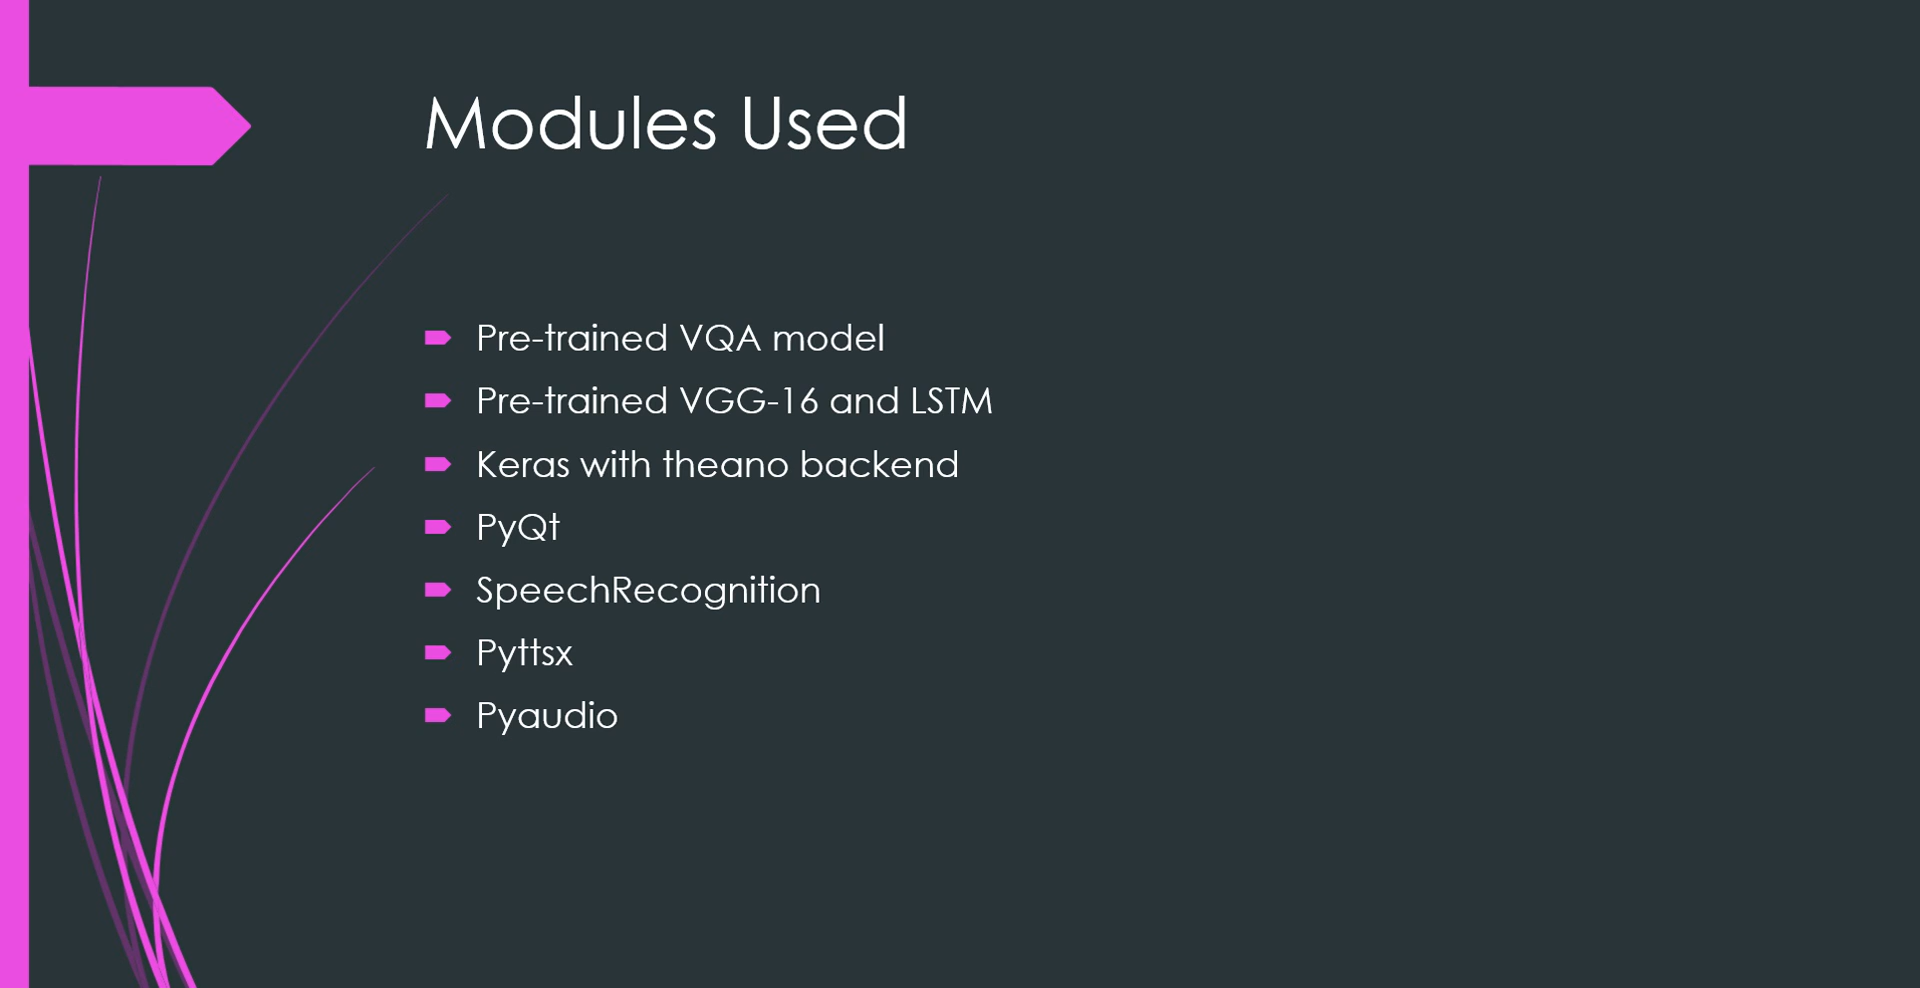 Modules Used
Pre-trained VQA model
Pre-trained VGG-16 and LSTM
Keras with theano backend
PyQt
SpeechRecognition
Pyttsx
Pyaudio